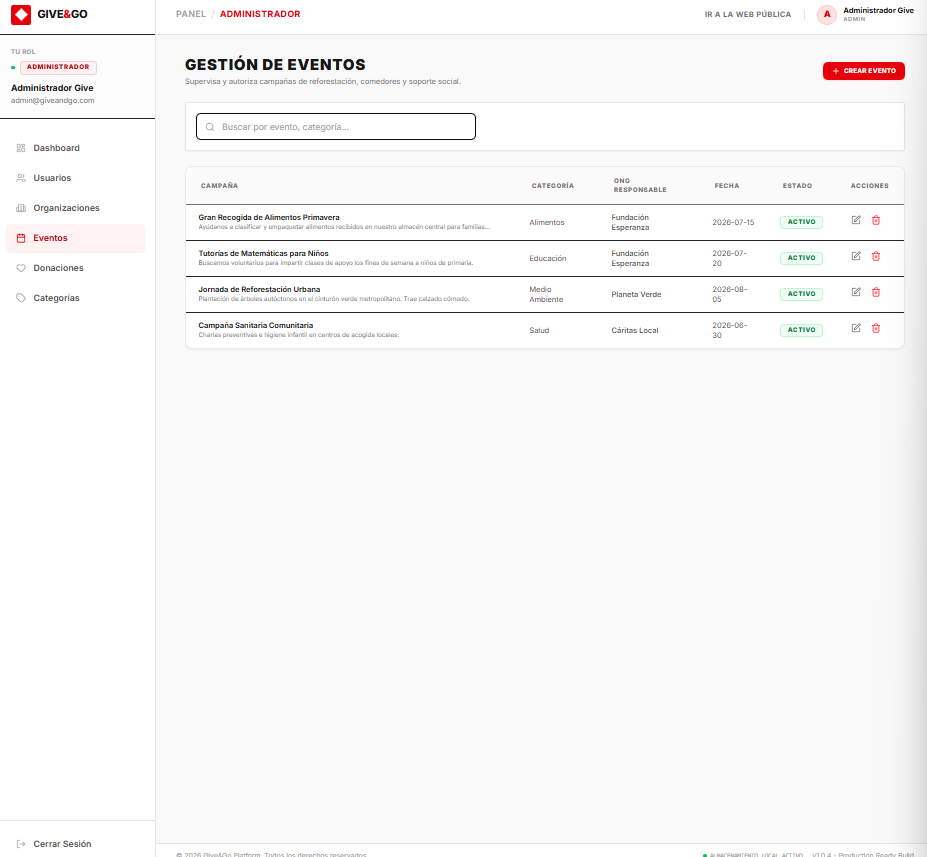 GIVE&GO
PANEL / ADMINISTRADOR
IR A LA WEB PÚBLICA
A
Administrador Give
ADMIN
TU ROL
ADMINISTRADOR
Administrador Give
admin@giveandgo.com
Dashboard
Usuarios
Organizaciones
Eventos
Donaciones
Categorías
Cerrar Sesión
GESTIÓN DE EVENTOS
Supervisa y autoriza campañas de reforestación, comedores y soporte social.
CREAR EVENTO
Buscar por evento, categoría...
CAMPAÑA
CATEGORÍA
ONG
RESPONSABLE
FECHA
ESTADO
ACCIONES
Gran Recogida de Alimentos Primavera
Ayúdanos a clasificar y empaquetar alimentos recibidos en nuestro almacén central para familias...
Alimentos
Fundación
Esperanza
2026-07-15
ACTIVO
Tutorías de Matemáticas para Niños
Buscamos voluntarios para impartir clases de apoyo los fines de semana a niños de primaria.
Educación
Fundación
Esperanza
2026-07-
20
ACTIVO
Jornada de Reforestación Urbana
Plantación de árboles autóctonos en el cinturón verde metropolitano. Trae calzado cómodo.
Medio
Ambiente
Planeta Verde
2026-08-
05
ACTIVO
Campaña Sanitaria Comunitaria
Charlas preventivas e higiene infantil en centros de acogida locales.
Salud
Cáritas Local
2026-06-
30
ACTIVO
© 2026 Give&Go Platform. Todos los derechos reservados.
ALMACENAMIENTO LOCAL ACTIVO
v1.0.4 - Production Ready Build